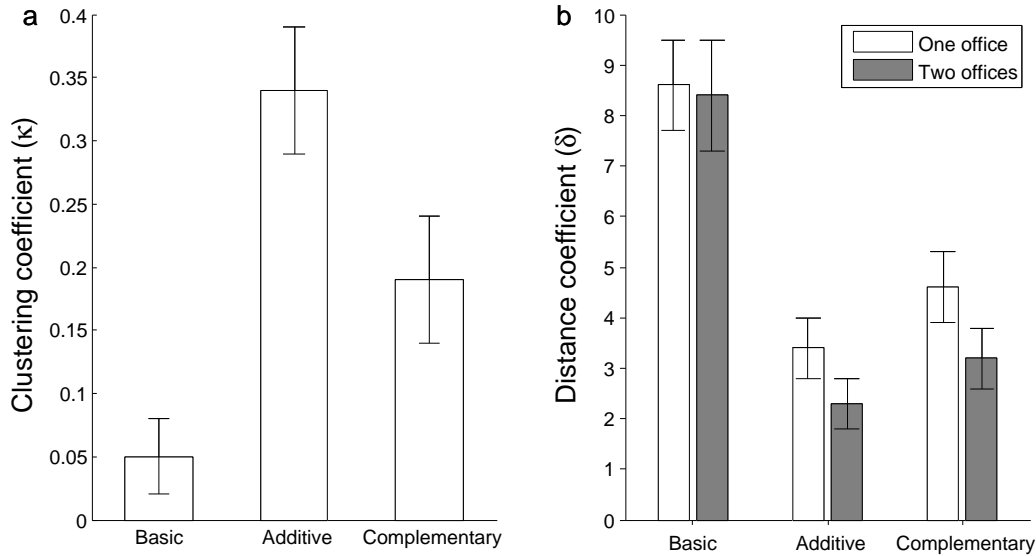 a
Clustering coefficient (κ)
0.4
0.35
0.3
0.25
0.2
0.15
0.1
0.05
0
Basic
Additive
Complementary
b
Distance coefficient (δ)
10
9
8
7
6
5
4
3
2
1
0
Basic
Additive
Complementary
One office
Two offices